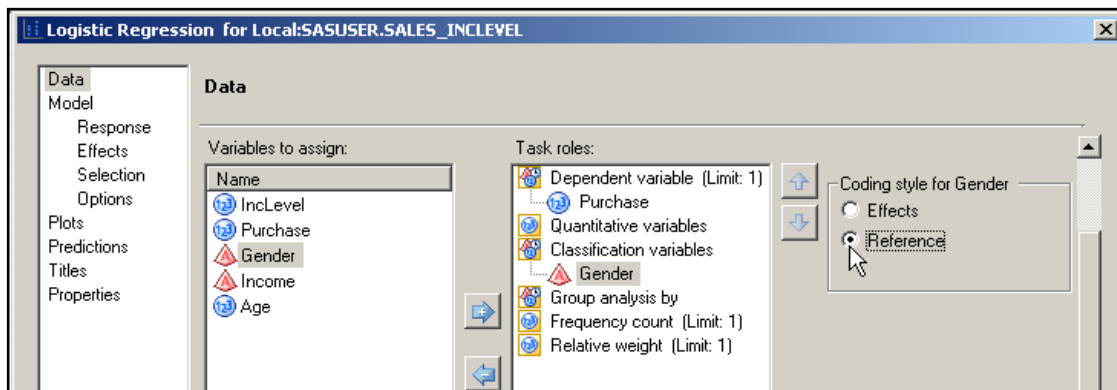 Logistic Regression for Local:SASUSER.SALES_INCLEVEL
Data
Model
Response
Effects
Selection
Options
Plots
Predictions
Titles
Properties
Data
Variables to assign:
Name
IncLevel
Purchase
Gender
Income
Age
Task roles:
Dependent variable (Limit: 1)
Purchase
Quantitative variables
Classification variables
Gender
Group analysis by
Frequency count (Limit: 1)
Relative weight (Limit: 1)
Coding style for Gender
Effects
Reference